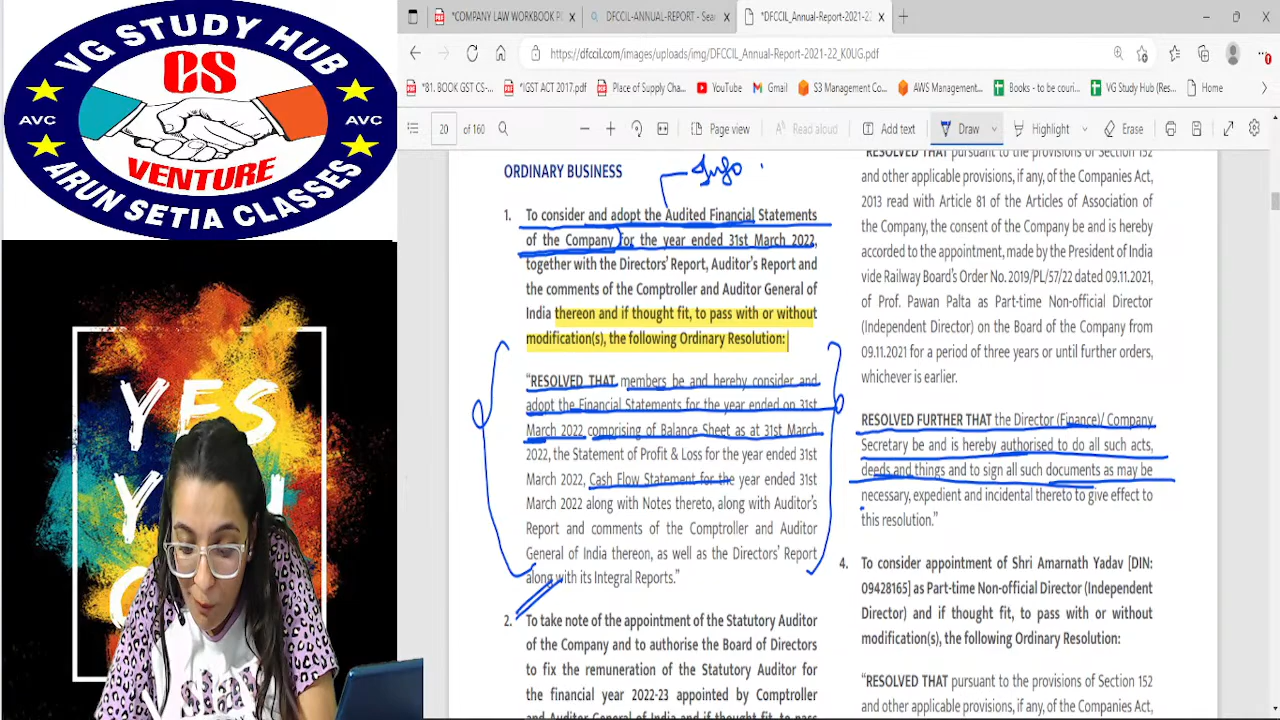 VG STUDY HUB
CS
AVC
AVC
VENTURE
ARUN SETIA CLASSES
YES
*COMPANY LAW WORKBOOK P
DFCCIL-ANNUAL-REPORT - Sear
*DFCCIL_Annual-Report-2021-22
https://dfccil.com/images/uploads/img/DFCCIL_Annual-Report-2021-22_K0UG.pdf
*81. BOOK GST
*IGST ACT 2017.pdf
Place of Supply Cha...
YouTube
Gmail
S3 Management Co...
AWS Management...
Books - to be couri...
VG Study Hub (Res...
Home
20 of 160
Page view
Read aloud
Add text
Draw
Highlight
Erase
Info
ORDINARY BUSINESS
1. To consider and adopt the Audited Financial Statements
of the Company for the year ended 31st March 2022,
together with the Directors' Report, Auditor's Report and
the comments of the Comptroller and Auditor General of
India thereon and if thought fit, to pass with or without
modification(s), the following Ordinary Resolution:
"RESOLVED THAT members be and hereby consider and
adopt the Financial Statements for the year ended on 31st
March 2022 comprising of Balance Sheet as at 31st March
2022, the Statement of Profit & Loss for the year ended 31st
March 2022, Cash Flow Statement for the year ended 31st
March 2022 along with Notes thereto, along with Auditor's
Report and comments of the Comptroller and Auditor
General of India thereon, as well as the Directors' Report
along with its Integral Reports."
2. To take note of the appointment of the Statutory Auditor
of the Company and to authorise the Board of Directors
to fix the remuneration of the Statutory Auditor for
the financial year 2022-23 appointed by Comptroller
and Auditor General of India and if thought fit, to pass
RESOLVED THAT pursuant to the provisions of Section 152
and other applicable provisions, if any, of the Companies Act,
2013 read with Article 81 of the Articles of Association of
the Company, the consent of the Company be and is hereby
accorded to the appointment, made by the President of India
vide Railway Board's Order No. 2019/PL/57/22 dated 09.11.2021,
of Prof. Pawan Palta as Part-time Non-official Director
(Independent Director) on the Board of the Company from
09.11.2021 for a period of three years or until further orders,
whichever is earlier.
RESOLVED FURTHER THAT the Director (Finance)/ Company
Secretary be and is hereby authorised to do all such acts,
deeds and things and to sign all such documents as may be
necessary, expedient and incidental thereto to give effect to
this resolution."
4. To consider appointment of Shri Amarnath Yadav [DIN:
09428165] as Part-time Non-official Director (Independent
Director) and if thought fit, to pass with or without
modification(s), the following Ordinary Resolution:
"RESOLVED THAT pursuant to the provisions of Section 152
and other applicable provisions, if any, of the Companies Act,